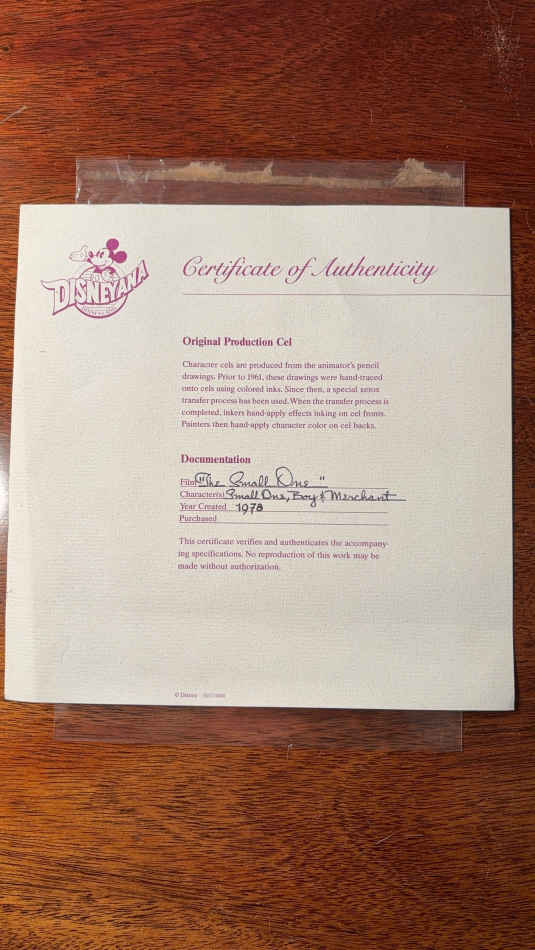 DISNEYANA
Certificate of Authenticity
Original Production Cel
Character cels are produced from the animator's pencil
drawings. Prior to 1961, these drawings were hand-traced
onto cels using colored inks. Since then, a special xerox
transfer process has been used. When the transfer process is
completed, inkers hand-apply effects inking on cel fronts.
Painters then hand-apply character color on cel backs.
Documentation
Film "The Small One"
Character(s) Small One, Boy & Merchant
Year Created 1978
Purchased
This certificate verifies and authenticates the accompany-
ing specifications. No reproduction of this work may be
made without authorization.
© Disney